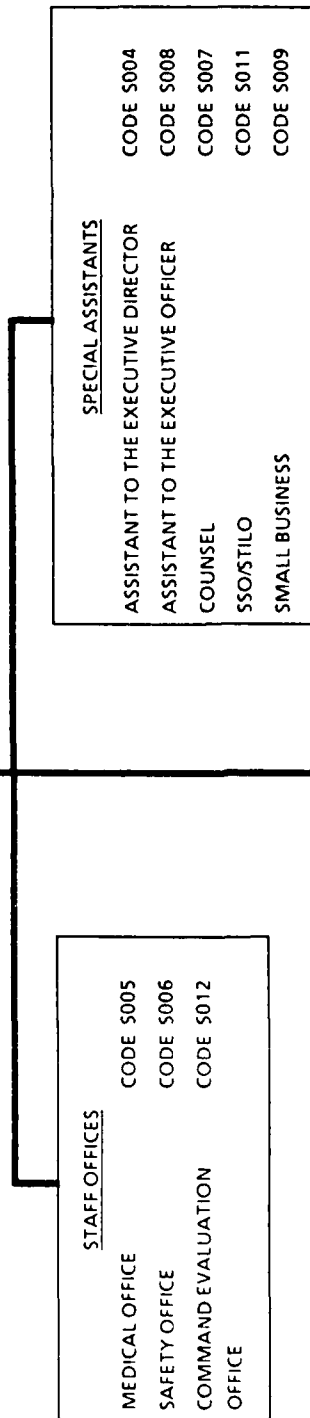 STAFF OFFICES
MEDICAL OFFICE CODE S005
SAFETY OFFICE CODE S006
COMMAND EVALUATION CODE S012
OFFICE
SPECIAL ASSISTANTS
ASSISTANT TO THE EXECUTIVE DIRECTOR CODE S004
ASSISTANT TO THE EXECUTIVE OFFICER CODE S008
COUNSEL CODE S007
SSO/STILO CODE S011
SMALL BUSINESS CODE S009